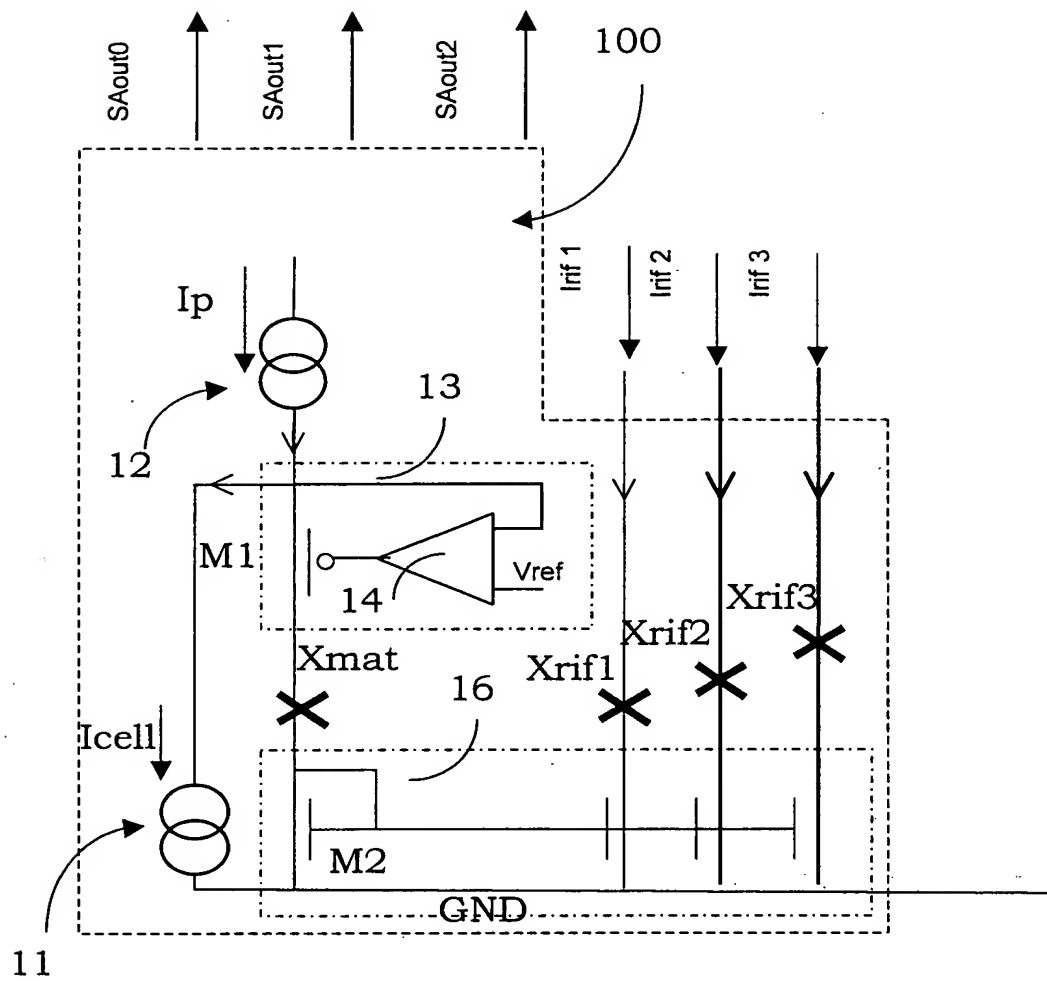 SAout0
SAout1
SAout2
100
Irif 1
Irif 2
Irif 3
Ip
12
13
M1
14
Vref
Xmat
Xrif1
Xrif2
Xrif3
Icell
16
M2
GND
11